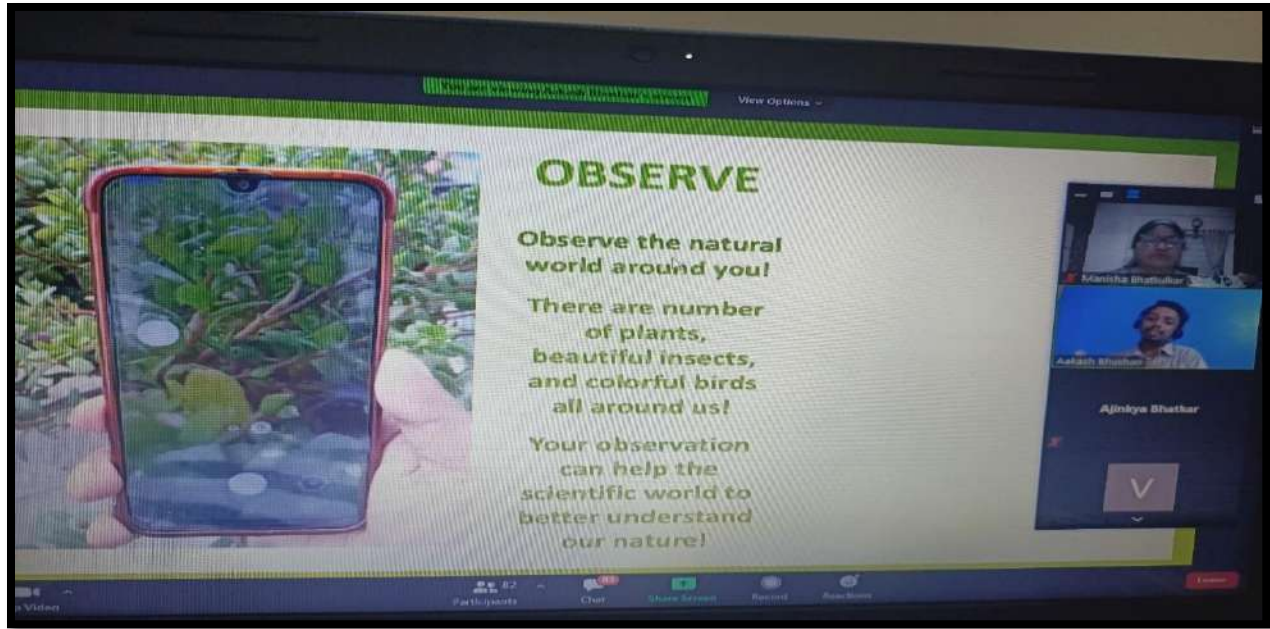 View Options
OBSERVE
Observe the natural
world around you!
There are number
of plants,
beautiful insects,
and colorful birds
all around us!
Your observation
can help the
scientific world to
better understand
our nature!
Manisha Bhatkulkar
Aakash Bhushan
Ajinkya Bhatkar
V
Video
82
Participants
Chat
Share Screen
Record
Reactions
Leave